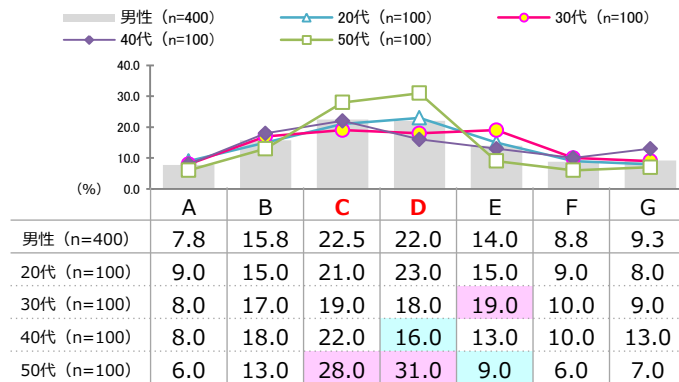 男性（n=400） 20代（n=100） 30代（n=100）
40代（n=100） 50代（n=100）
40.0
30.0
20.0
10.0
0.0
（%）
A B C D E F G
男性（n=400） 7.8 15.8 22.5 22.0 14.0 8.8 9.3
20代（n=100） 9.0 15.0 21.0 23.0 15.0 9.0 8.0
30代（n=100） 8.0 17.0 19.0 18.0 19.0 10.0 9.0
40代（n=100） 8.0 18.0 22.0 16.0 13.0 10.0 13.0
50代（n=100） 6.0 13.0 28.0 31.0 9.0 6.0 7.0